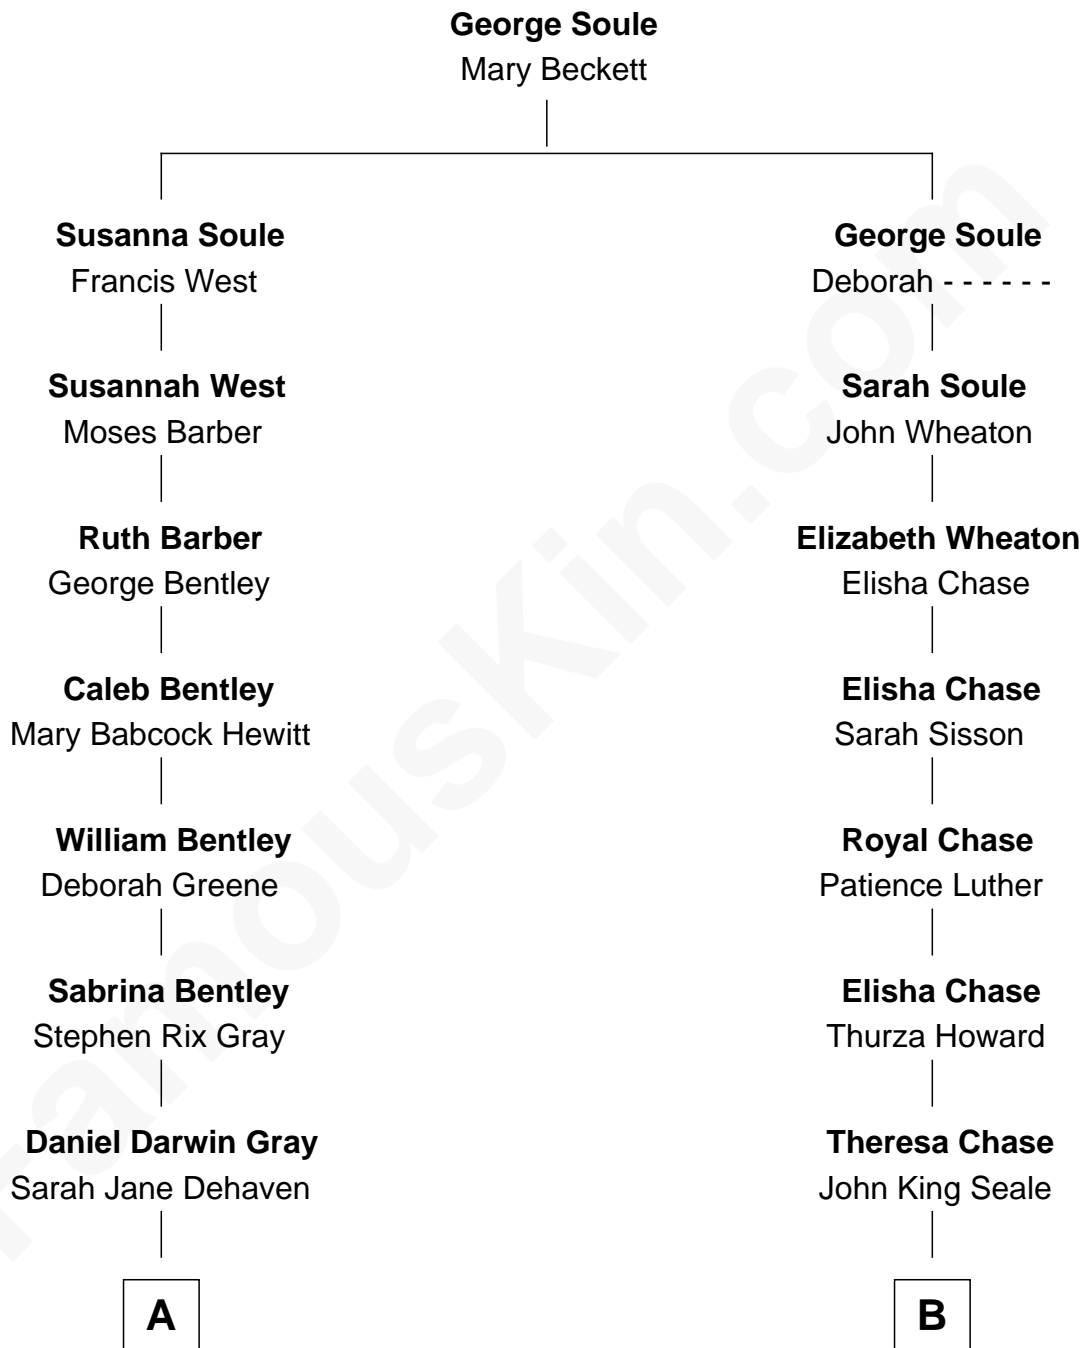 George Soule
Mary Beckett
Susanna Soule
Francis West
George Soule
Deborah - - - - - -
Susannah West
Moses Barber
Sarah Soule
John Wheaton
Ruth Barber
George Bentley
Elizabeth Wheaton
Elisha Chase
Caleb Bentley
Mary Babcock Hewitt
Elisha Chase
Sarah Sisson
William Bentley
Deborah Greene
Royal Chase
Patience Luther
Sabrina Bentley
Stephen Rix Gray
Elisha Chase
Thurza Howard
Daniel Darwin Gray
Sarah Jane Dehaven
Theresa Chase
John King Seale
A
B
FamousKin.com